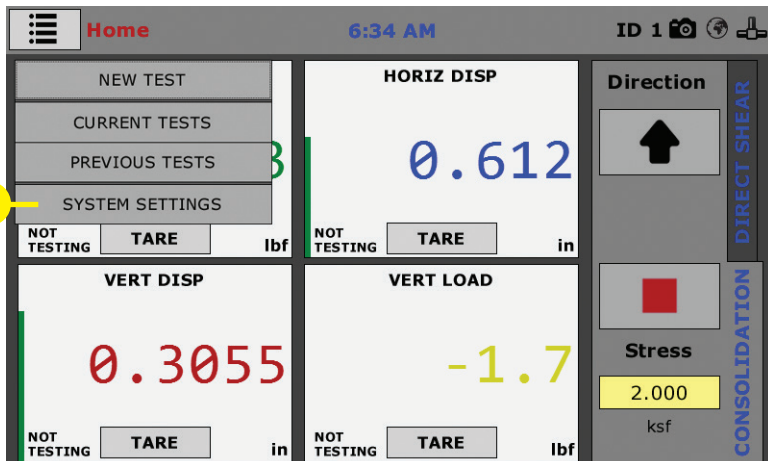 Home
6:34 AM
ID 1
NEW TEST
CURRENT TESTS
PREVIOUS TESTS
SYSTEM SETTINGS
NOT TESTING
TARE
lbf
HORIZ DISP
0.612
NOT TESTING
TARE
in
VERT DISP
0.3055
NOT TESTING
TARE
in
VERT LOAD
-1.7
NOT TESTING
TARE
lbf
Direction
Stress
2.000
ksf
DIRECT SHEAR
CONSOLIDATION